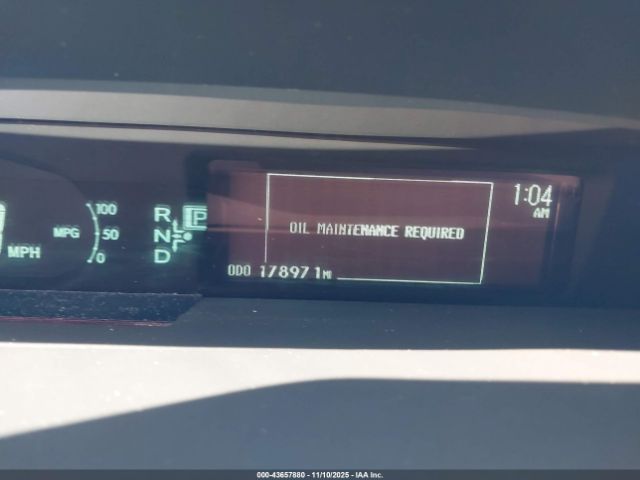 100
MPG 50
0
MPH
R
N
D
P
1:04
AM
OIL MAINTENANCE REQUIRED
ODO 178971 MI
000-43657880 - 11/10/2025 - IAA Inc.